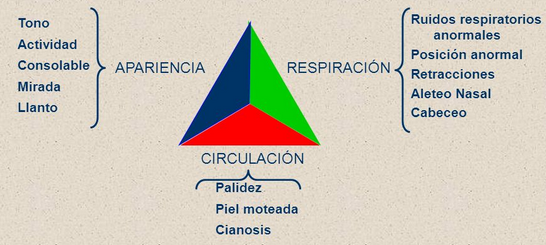 Tono
Actividad
Consolable
Mirada
Llanto
APARIENCIA
RESPIRACIÓN
Ruidos respiratorios
anormales
Posición anormal
Retracciones
Aleteo Nasal
Cabeceo
CIRCULACIÓN
Palidez
Piel moteada
Cianosis